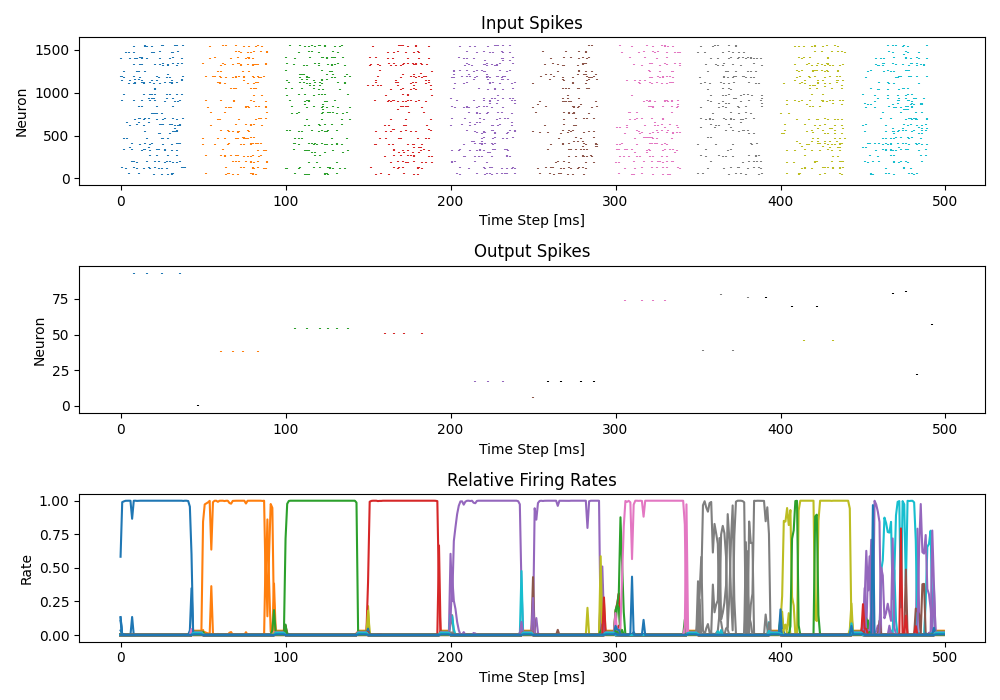 Input Spikes
1500
1000
500
0
Neuron
0 100 200 300 400 500
Time Step [ms]
Output Spikes
75
50
25
0
Neuron
0 100 200 300 400 500
Time Step [ms]
Relative Firing Rates
1.00
0.75
0.50
0.25
0.00
Rate
0 100 200 300 400 500
Time Step [ms]